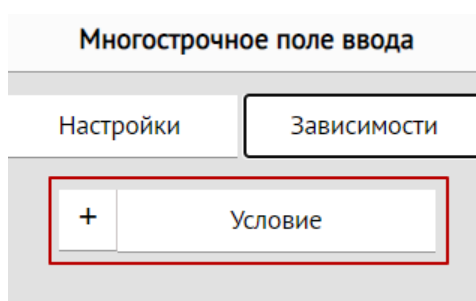 Многострочное поле ввода
Настройки Зависимости
+ Условие